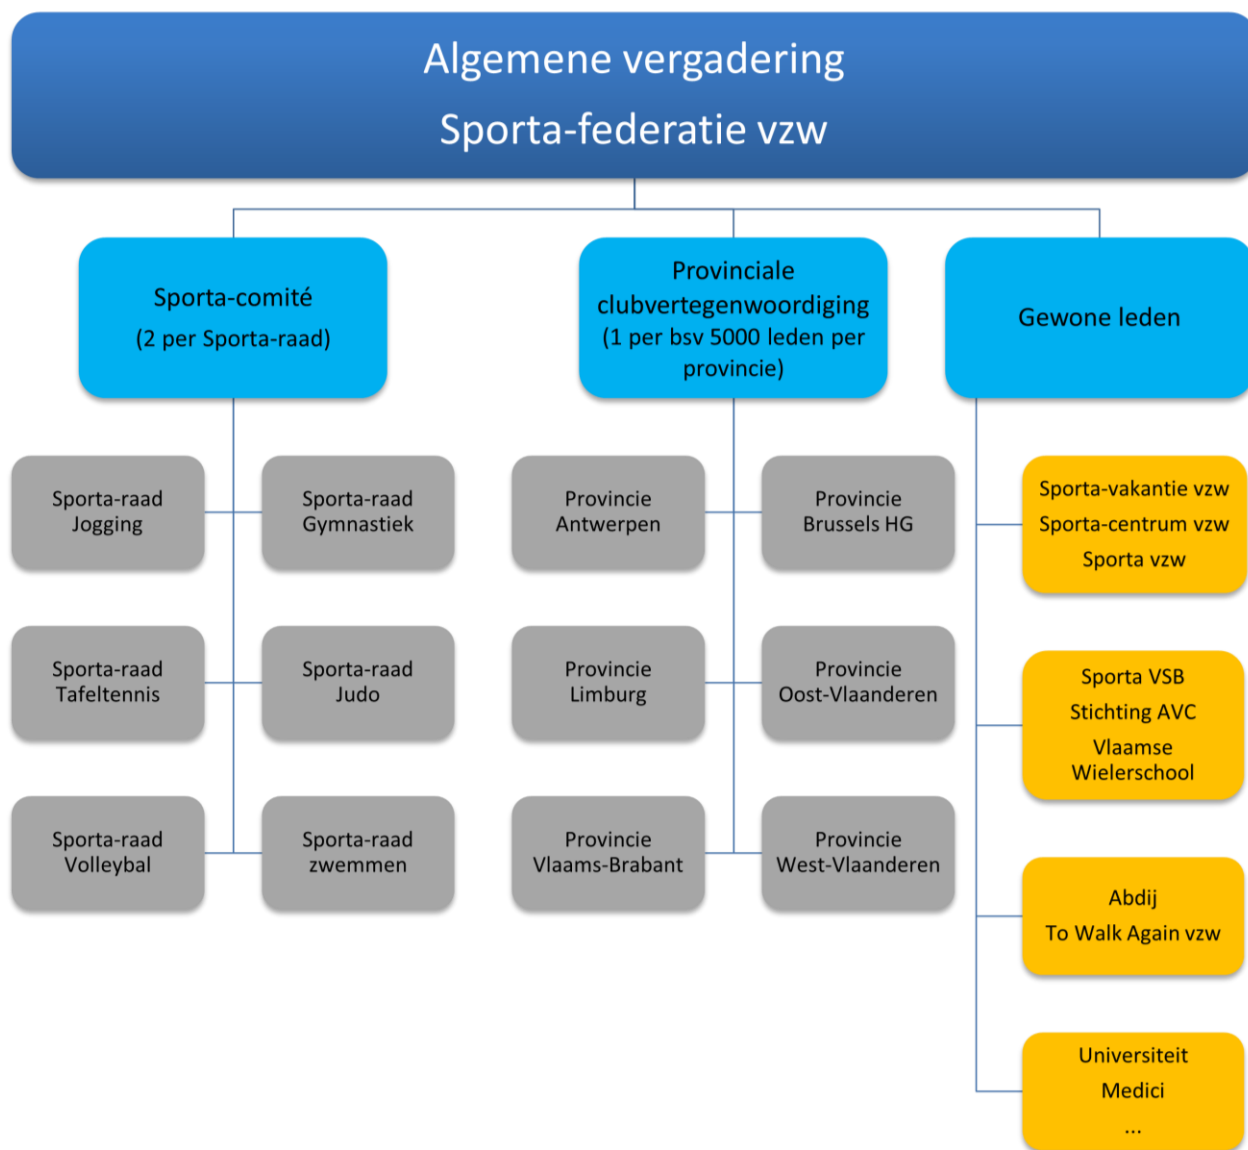 Algemene vergadering
Sporta-federatie vzw
Sporta-comité
(2 per Sporta-raad)
Provinciale
clubvertegenwoordiging
(1 per bsv 5000 leden per
provincie)
Gewone leden
Sporta-raad
Jogging
Sporta-raad
Gymnastiek
Provincie
Antwerpen
Provincie
Brussels HG
Sporta-vakantie vzw
Sporta-centrum vzw
Sporta vzw
Sporta-raad
Tafeltennis
Sporta-raad
Judo
Provincie
Limburg
Provincie
Oost-Vlaanderen
Sporta VSB
Stichting AVC
Vlaamse
Wielerschool
Sporta-raad
Volleybal
Sporta-raad
zwemmen
Provincie
Vlaams-Brabant
Provincie
West-Vlaanderen
Abdij
To Walk Again vzw
Universiteit
Medici
...